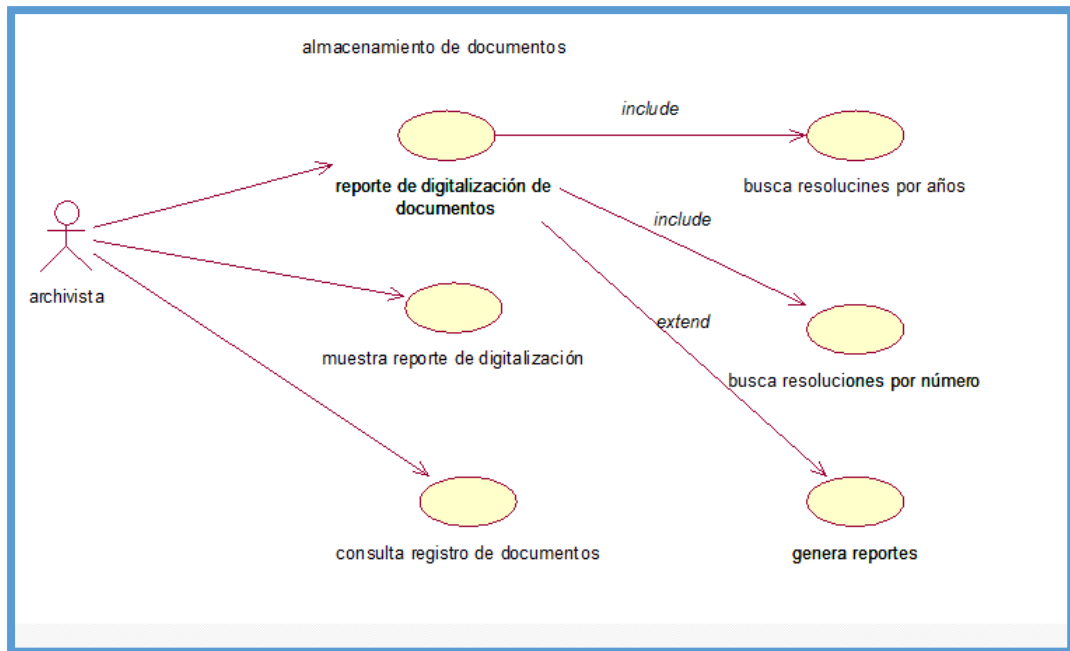 almacenamiento de documentos
include
reporte de digitalización de
documentos
busca resolucines por años
include
archivista
extend
muestra reporte de digitalización
busca resoluciones por número
consulta registro de documentos
genera reportes